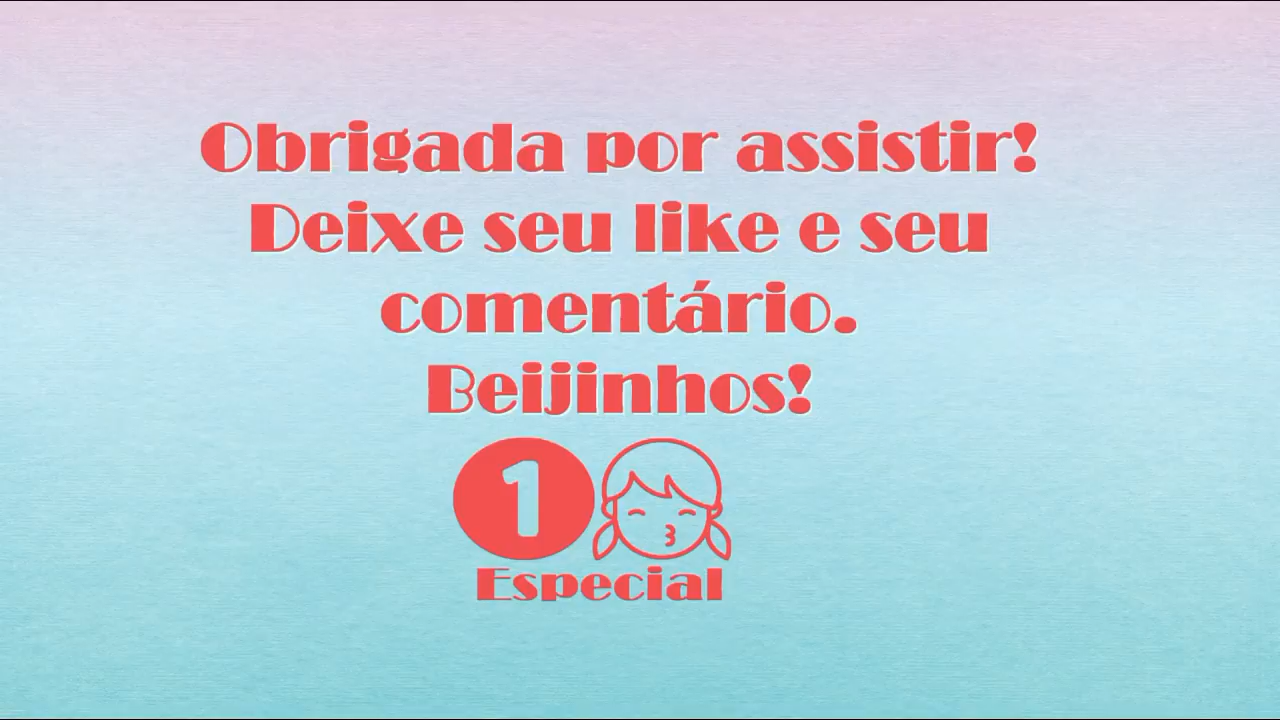 Obrigada por assistir!
Deixe seu like e seu
comentário.
Beijinhos!
1
Especial